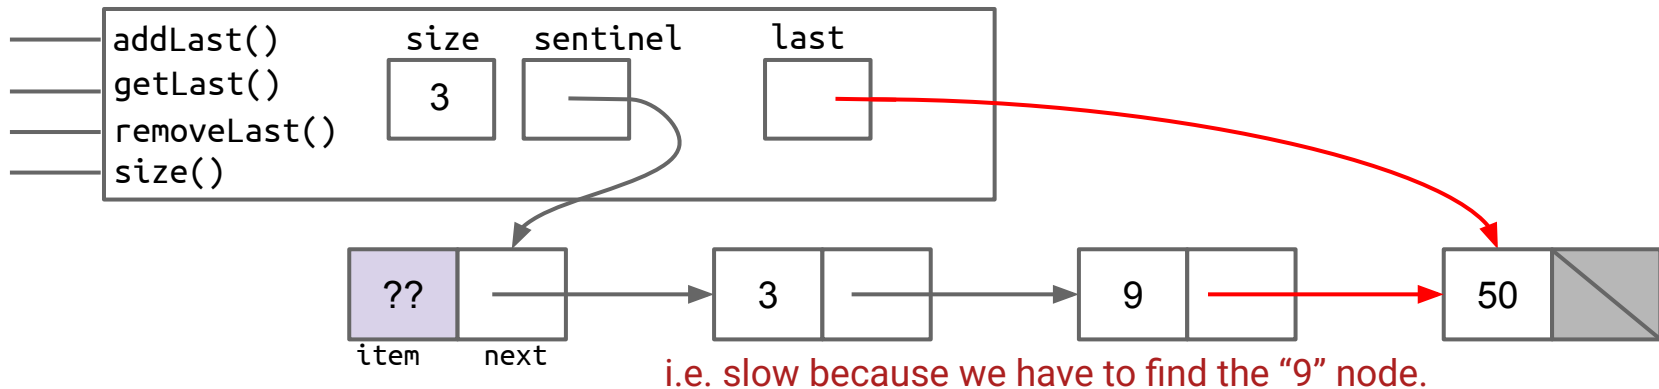 addLast() size sentinel last
getLast() 3
removeLast()
size()
?? 3 9 50
item next
i.e. slow because we have to find the “9” node.